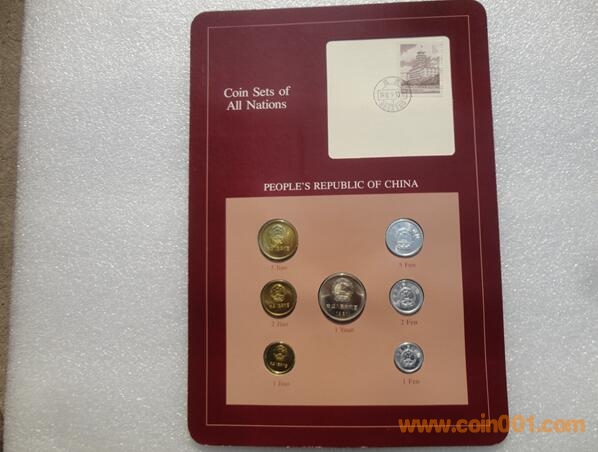 Coin Sets of
All Nations
PEOPLE'S REPUBLIC OF CHINA
5 Jiao
5 Fen
2 Jiao
1 Yuan
2 Fen
1 Jiao
1 Fen
www.coin001.com